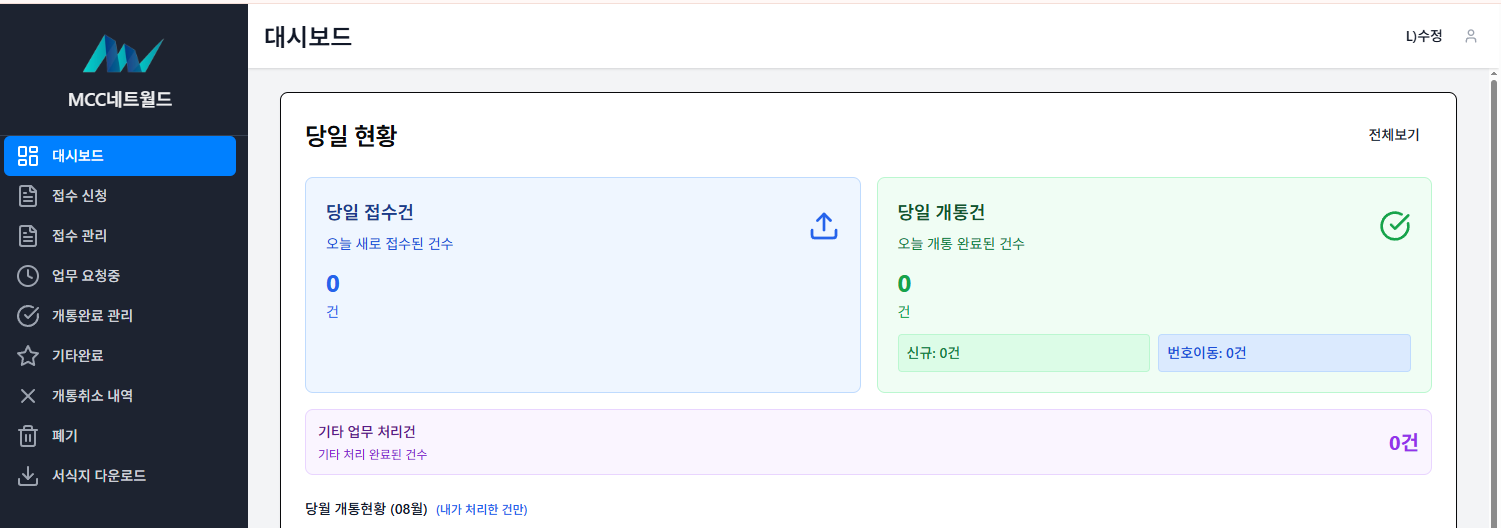 MCC네트월드
대시보드
접수 신청
접수 관리
업무 요청중
개통완료 관리
기타완료
개통취소 내역
폐기
서식지 다운로드
대시보드
L)수정
당일 현황
전체보기
당일 접수건
오늘 새로 접수된 건수
0
건
당일 개통건
오늘 개통 완료된 건수
0
건
신규: 0건
번호이동: 0건
기타 업무 처리건
기타 처리 완료된 건수
0건
당월 개통현황 (08월) (내가 처리한 건만)